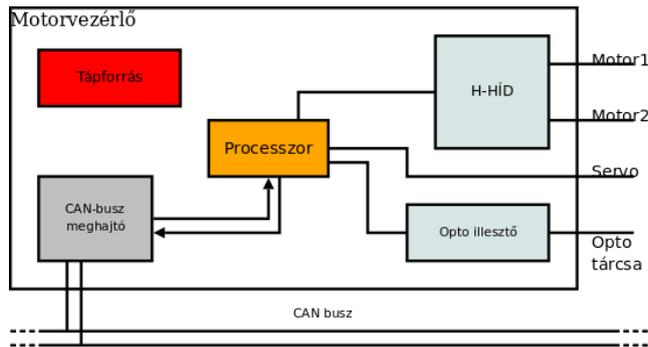 Motorvezérlő
Tápforrás
H-HÍD
Motor1
Motor2
Processzor
Servo
CAN-busz
meghajtó
Opto illesztő
Opto
tárcsa
CAN busz